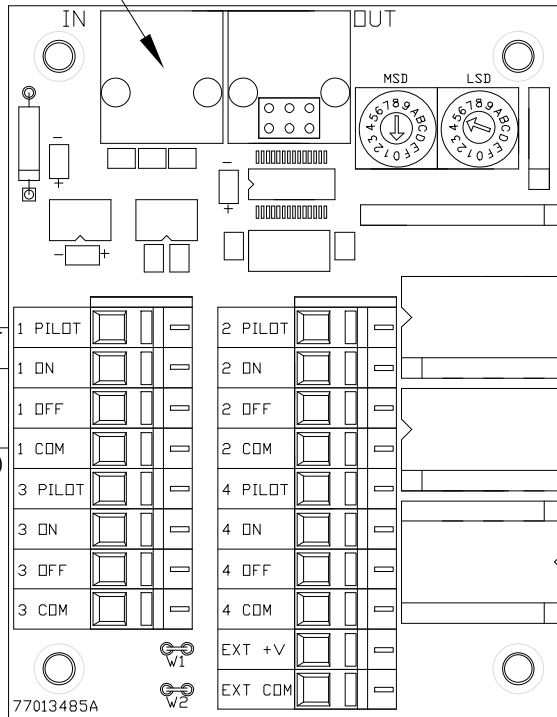 IN OUT
MSD LSD
456789ABCDEF0123
456789ABCDEF0123
-
+
-
+
- +
1 PILOT
1 ON
1 OFF
1 COM
3 PILOT
3 ON
3 OFF
3 COM
2 PILOT
2 ON
2 OFF
2 COM
4 PILOT
4 ON
4 OFF
4 COM
EXT +V
EXT COM
W1
W2
77013485A
)